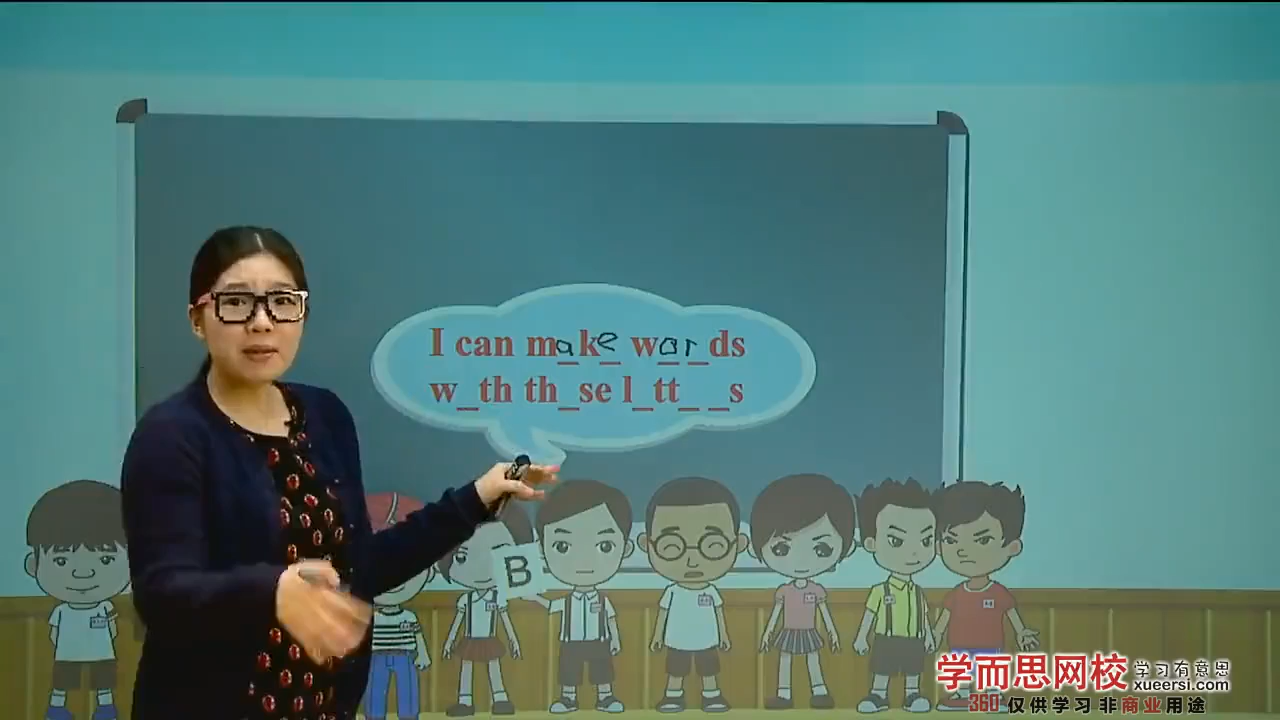 I can make words
w_th th_se l_tt_ _s
B
学而思网校 学习有意思
xueersi.com
360 仅供学习 非商业用途